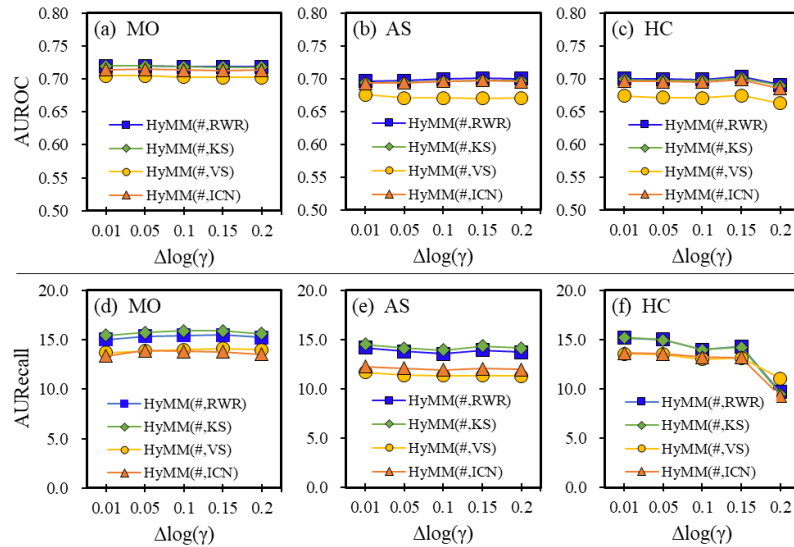 (a) MO
AUROC
0.75
0.70
0.65
0.60
0.55
0.50
HyMM(#,RWR)
HyMM(#,KS)
HyMM(#,VS)
HyMM(#,ICN)
0.01 0.05 0.1 0.15 0.2
Δlog(γ)
(b) AS
0.80
0.75
0.70
0.65
0.60
0.55
0.50
HyMM(#,RWR)
HyMM(#,KS)
HyMM(#,VS)
HyMM(#,ICN)
0.01 0.05 0.1 0.15 0.2
Δlog(γ)
(c) HC
0.80
0.75
0.70
0.65
0.60
0.55
0.50
HyMM(#,RWR)
HyMM(#,KS)
HyMM(#,VS)
HyMM(#,ICN)
0.01 0.05 0.1 0.15 0.2
Δlog(γ)
(d) MO
AURecall
20.0
15.0
10.0
5.0
0.0
HyMM(#,RWR)
HyMM(#,KS)
HyMM(#,VS)
HyMM(#,ICN)
0.01 0.05 0.1 0.15 0.2
Δlog(γ)
(e) AS
20.0
15.0
10.0
5.0
0.0
HyMM(#,RWR)
HyMM(#,KS)
HyMM(#,VS)
HyMM(#,ICN)
0.01 0.05 0.1 0.15 0.2
Δlog(γ)
(f) HC
20.0
15.0
10.0
5.0
0.0
HyMM(#,RWR)
HyMM(#,KS)
HyMM(#,VS)
HyMM(#,ICN)
0.01 0.05 0.1 0.15 0.2
Δlog(γ)